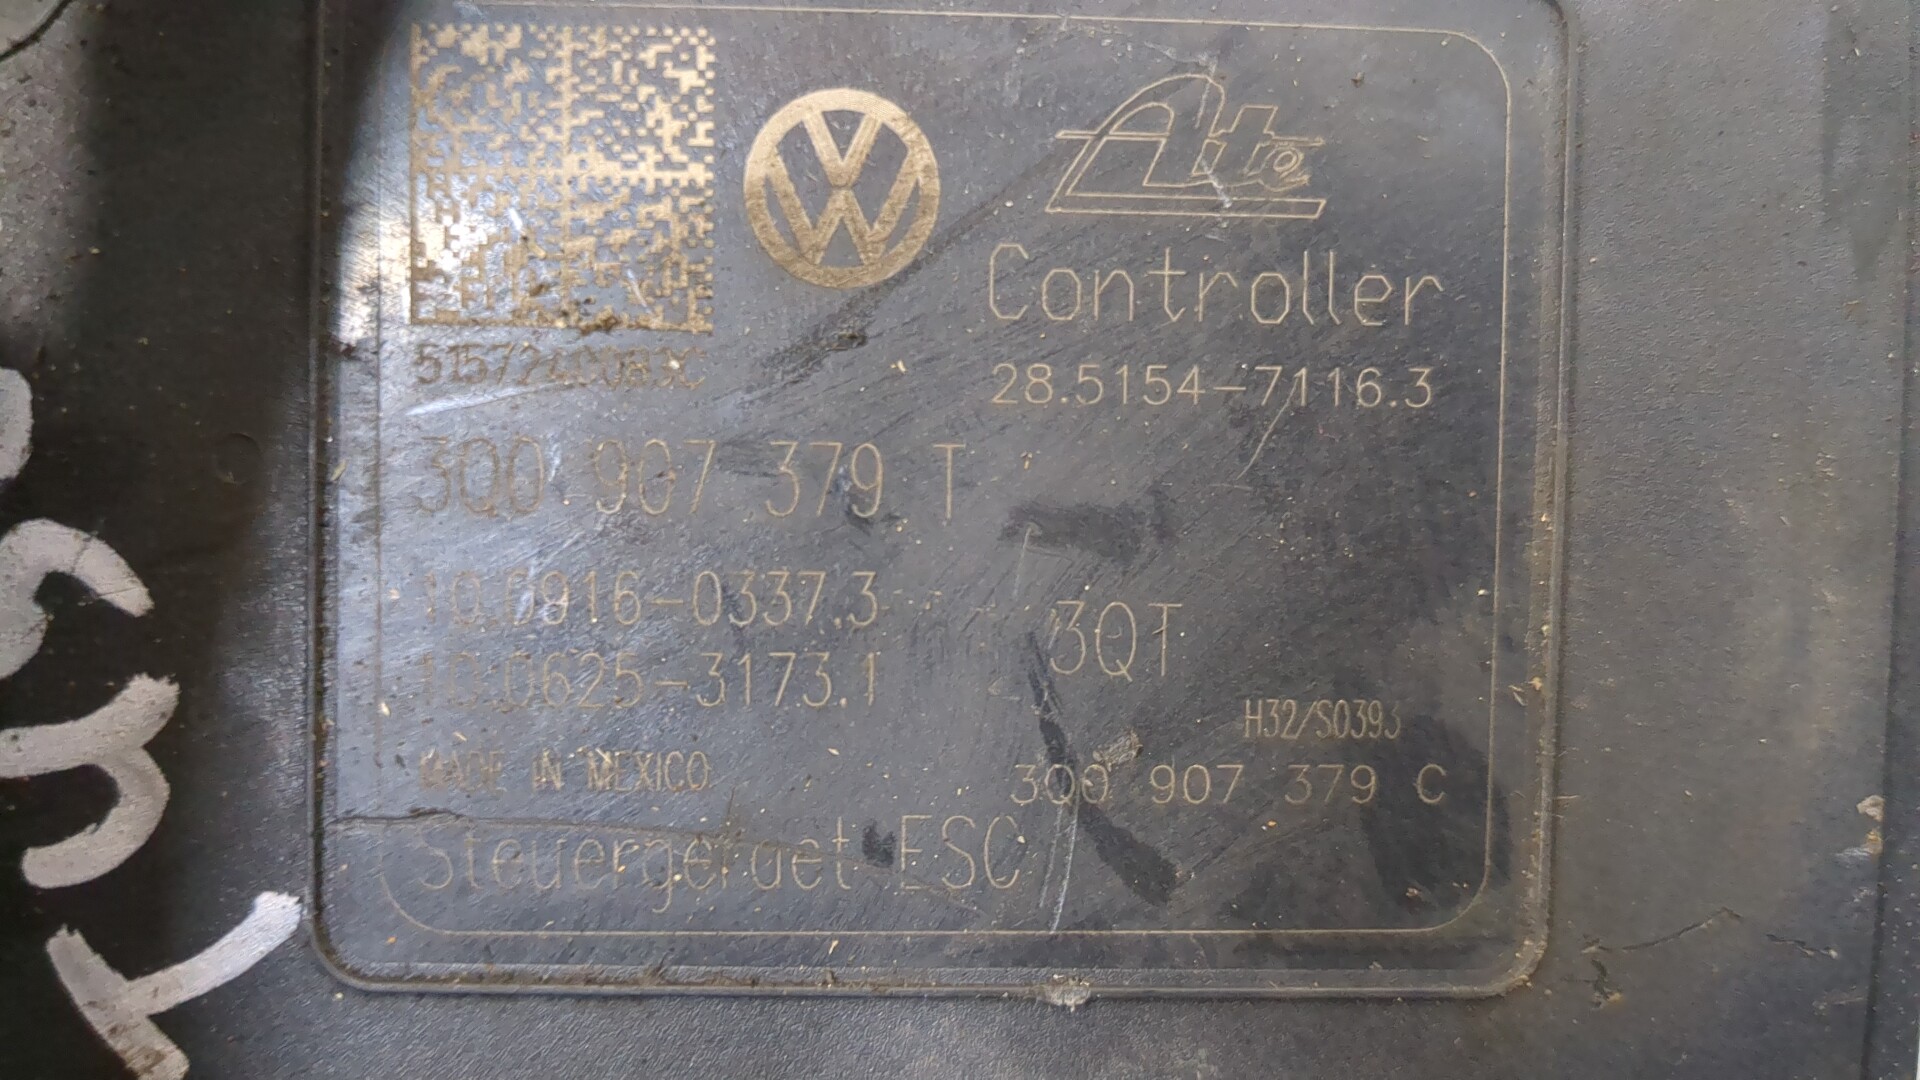 Ate
Controller
28.5154-7116.3
3Q0 907 379 T
10.0916-0337.3
10.0625-3173.1
3QT
H32/S0393
MADE IN MEXICO
3Q0 907 379 C
Steuergeraet ESC